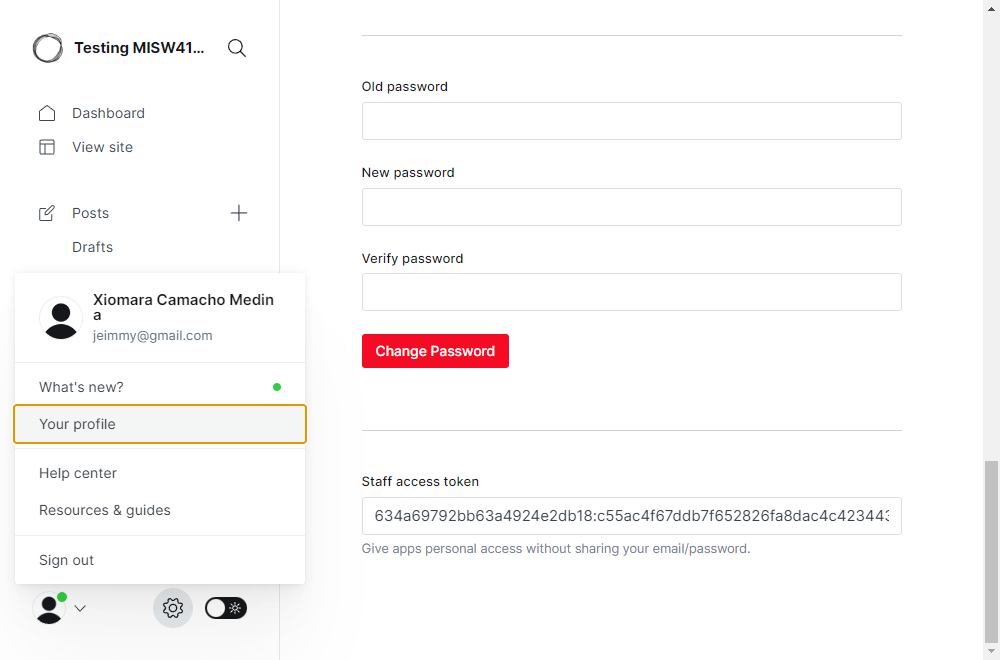 Testing MISW41...
Dashboard
View site
Posts
Drafts
Xiomara Camacho Medin
a
jeimmy@gmail.com
What's new?
Your profile
Help center
Resources & guides
Sign out
Old password
New password
Verify password
Change Password
Staff access token
634a69792bb63a4924e2db18:c55ac4f67ddb7f652826fa8dac4c423443
Give apps personal access without sharing your email/password.